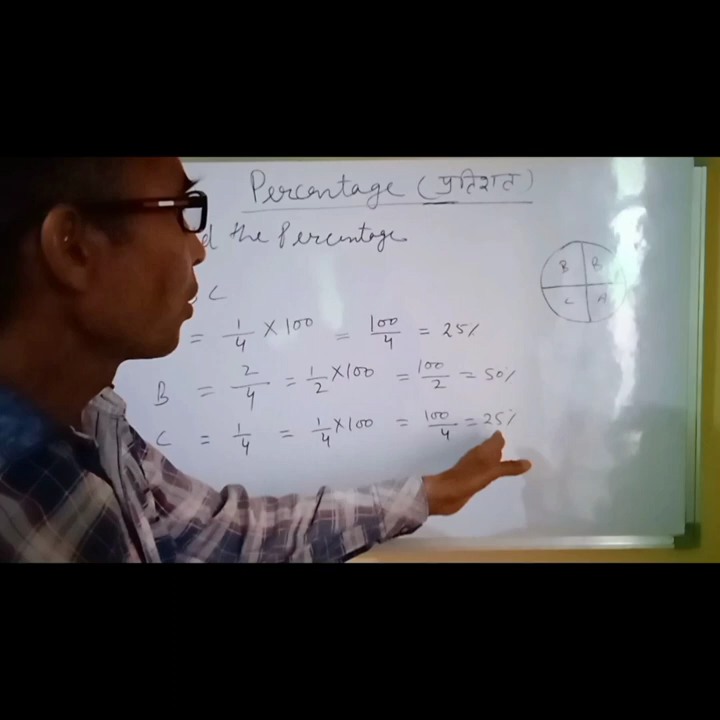 Percentage (प्रतिशत)
the Percentage
C
= 1/4 × 100 = 100/4 = 25%
B = 2/4 = 1/2 × 100 = 100/2 = 50%
C = 1/4 = 1/4 × 100 = 100/4 = 25%
B B
C A